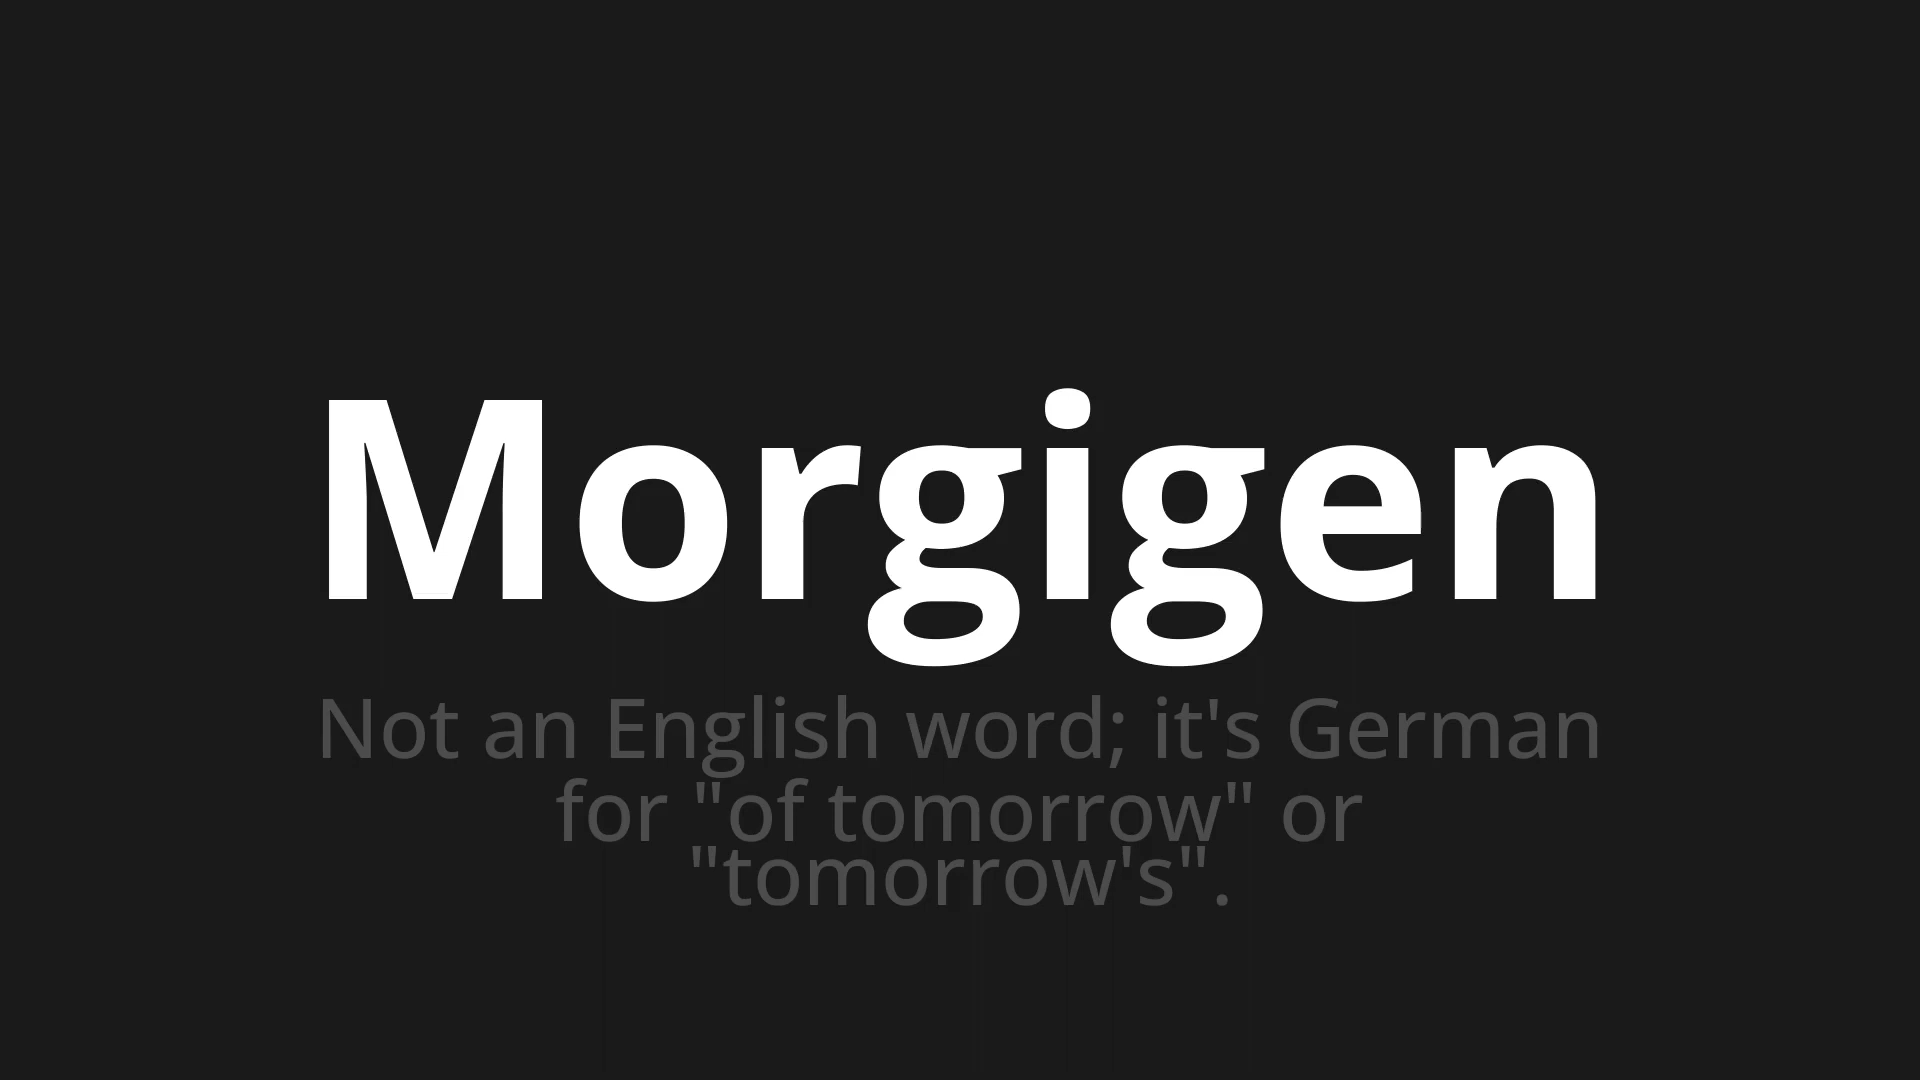 Morgigen
Not an English word; it's German
for "of tomorrow" or
"tomorrow's".